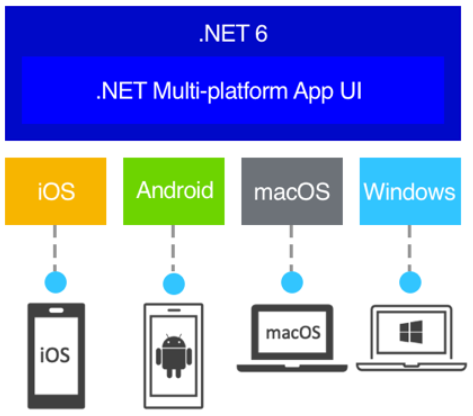 .NET 6
.NET Multi-platform App UI
iOS
Android
macOS
Windows
iOS
macOS